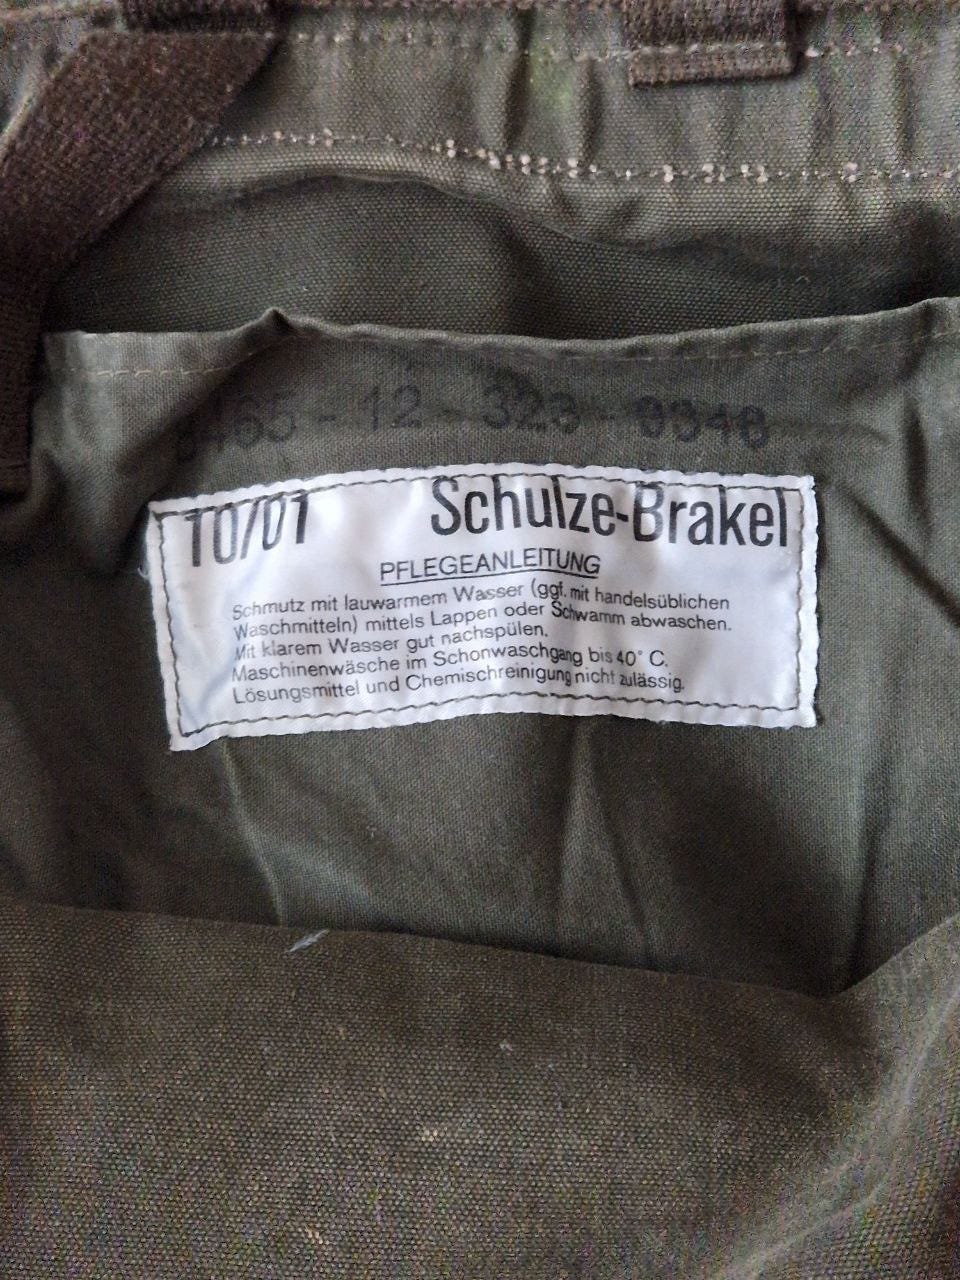 8465 - 12 - 323 -
10/01 Schulze-Brakel
PFLEGEANLEITUNG
Schmutz mit lauwarmem Wasser (ggf. mit handelsüblichen
Waschmitteln) mittels Lappen oder Schwamm abwaschen.
Mit klarem Wasser gut nachspülen.
Maschinenwäsche im Schonwaschgang bis 40° C.
Lösungsmittel und Chemischreinigung nicht zulässig.